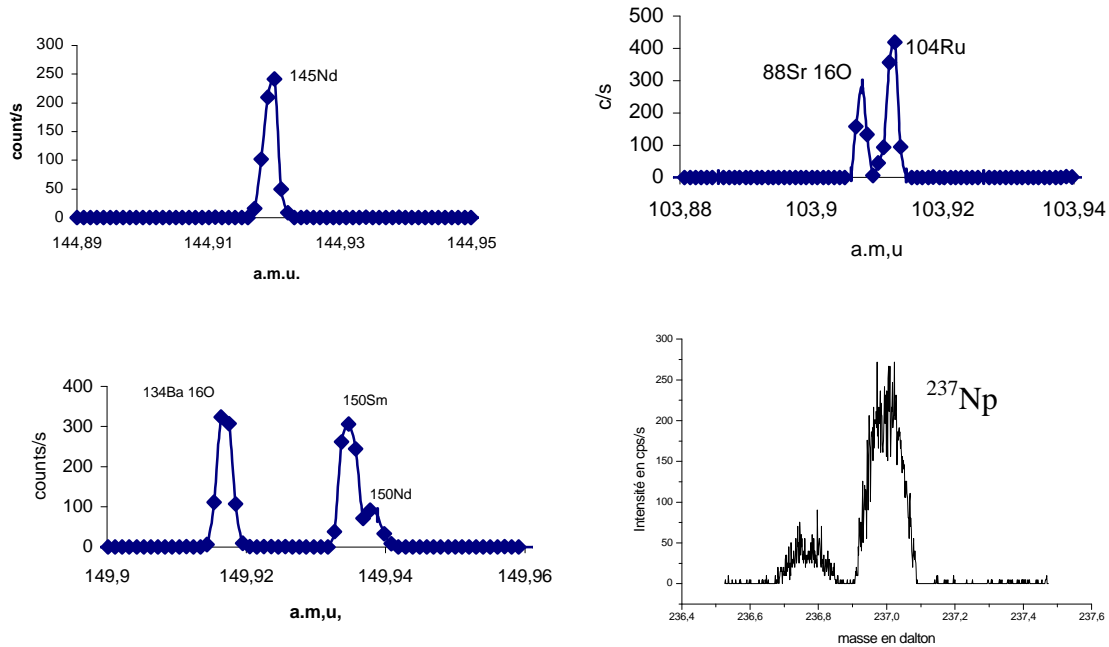 300
250
200
150
100
50
0
count/s
145Nd
144,89
144,91
144,93
144,95
a.m.u.
500
400
300
200
100
0
c/s
88Sr 16O
104Ru
103,88
103,9
103,92
103,94
a.m,u
400
300
200
100
0
counts/s
134Ba 16O
150Sm
150Nd
149,9
149,92
149,94
149,96
a.m,u,
300
250
200
150
100
50
0
Intensité en cps/s
²³⁷Np
236,4
236,6
236,8
237,0
237,2
237,4
237,6
masse en dalton